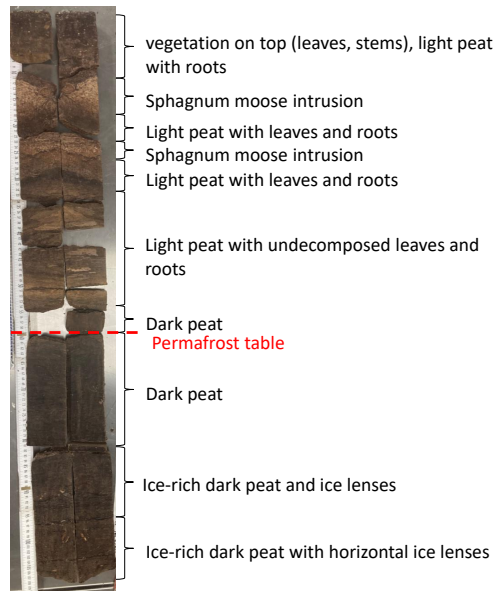 vegetation on top (leaves, stems), light peat
with roots
Sphagnum moose intrusion
Light peat with leaves and roots
Sphagnum moose intrusion
Light peat with leaves and roots
Light peat with undecomposed leaves and
roots
Dark peat
Permafrost table
Dark peat
Ice-rich dark peat and ice lenses
Ice-rich dark peat with horizontal ice lenses